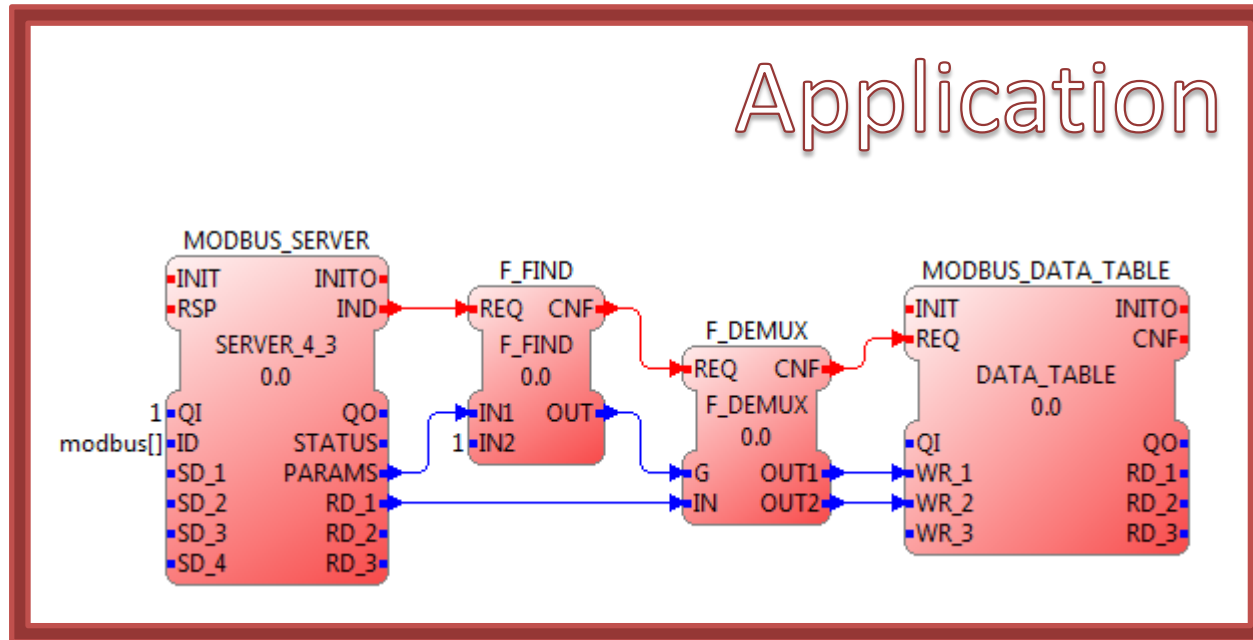 Application
MODBUS_SERVER
INIT INITO
RSP IND
SERVER_4_3
0.0
1 QI QO
modbus[] ID STATUS
SD_1 PARAMS
SD_2 RD_1
SD_3 RD_2
SD_4 RD_3
F_FIND
REQ CNF
F_FIND
0.0
IN1 OUT
1 IN2
F_DEMUX
REQ CNF
F_DEMUX
0.0
G OUT1
IN OUT2
MODBUS_DATA_TABLE
INIT INITO
REQ CNF
DATA_TABLE
0.0
QI QO
WR_1 RD_1
WR_2 RD_2
WR_3 RD_3